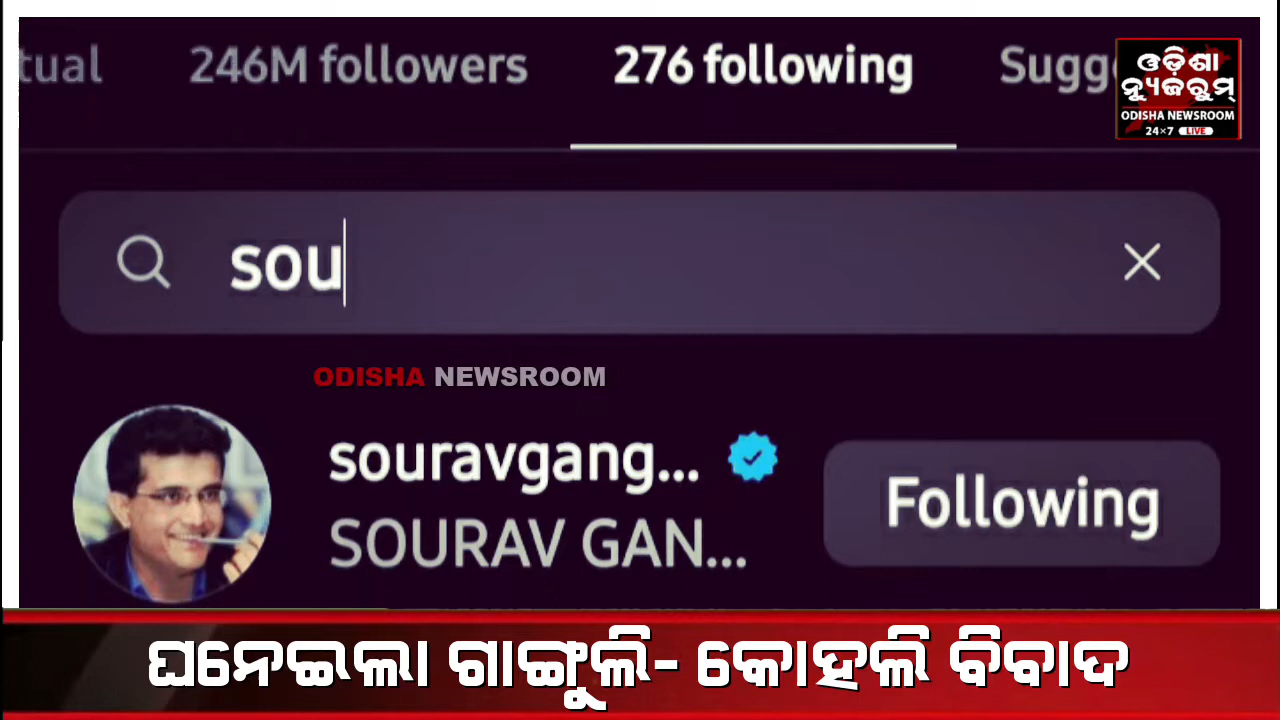 tual 246M followers 276 following Sugg
ଓଡ଼ିଶା
ନ୍ୟୁଜରୁମ୍
ODISHA NEWSROOM
24×7 LIVE
sou
ODISHA NEWSROOM
souravgang...
SOURAV GAN...
Following
ଘନେଇଲା ଗାଙ୍ଗୁଲି- କୋହଲି ବିବାଦ